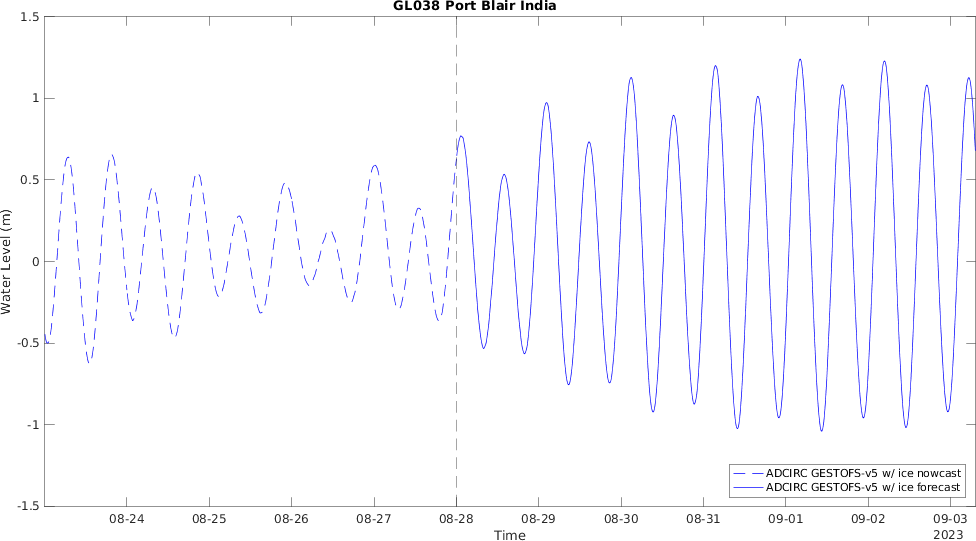 GL038 Port Blair India
1.5
1
0.5
0
-0.5
-1
-1.5
Water Level (m)
ADCIRC GESTOFS-v5 w/ ice nowcast
ADCIRC GESTOFS-v5 w/ ice forecast
08-24 08-25 08-26 08-27 08-28 08-29 08-30 08-31 09-01 09-02 09-03
2023
Time